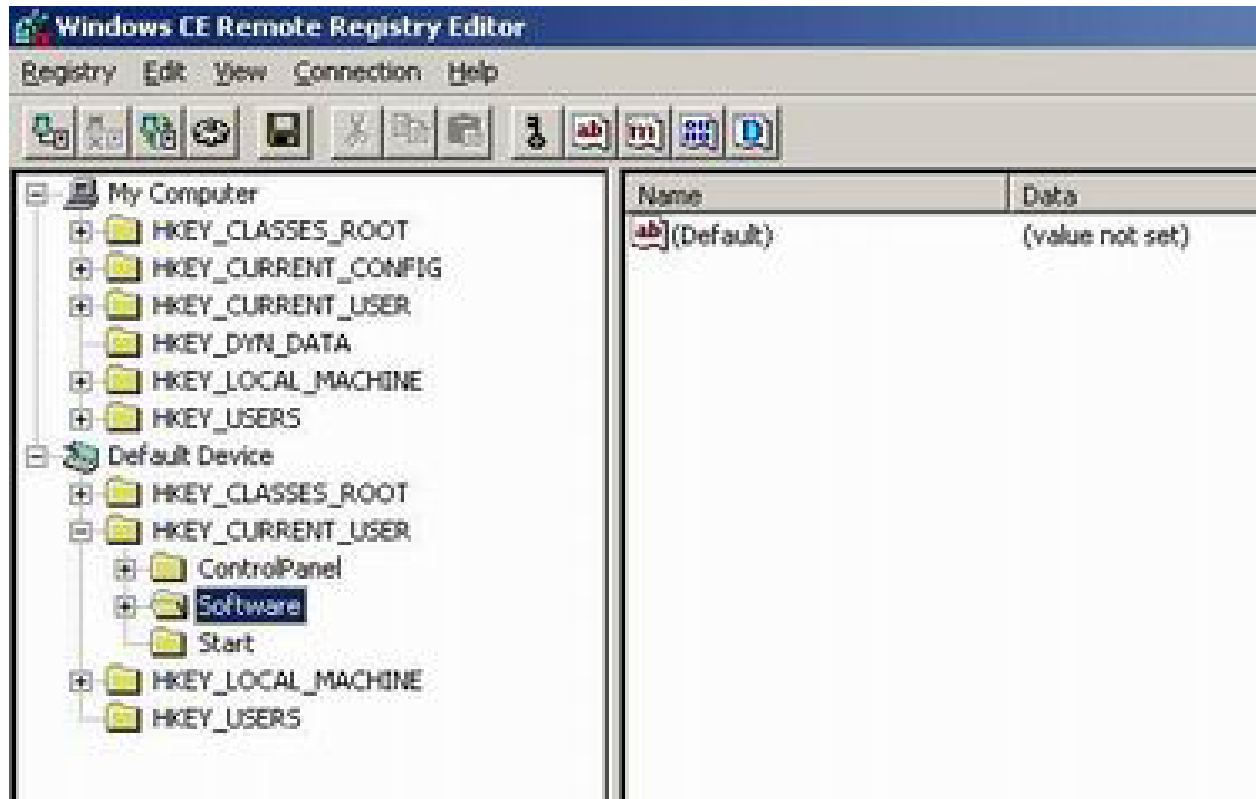 Windows CE Remote Registry Editor
Registry Edit View Connection Help
My Computer
HKEY_CLASSES_ROOT
HKEY_CURRENT_CONFIG
HKEY_CURRENT_USER
HKEY_DYN_DATA
HKEY_LOCAL_MACHINE
HKEY_USERS
Default Device
HKEY_CLASSES_ROOT
HKEY_CURRENT_USER
ControlPanel
Software
Start
HKEY_LOCAL_MACHINE
HKEY_USERS
Name Data
ab (Default) (value not set)